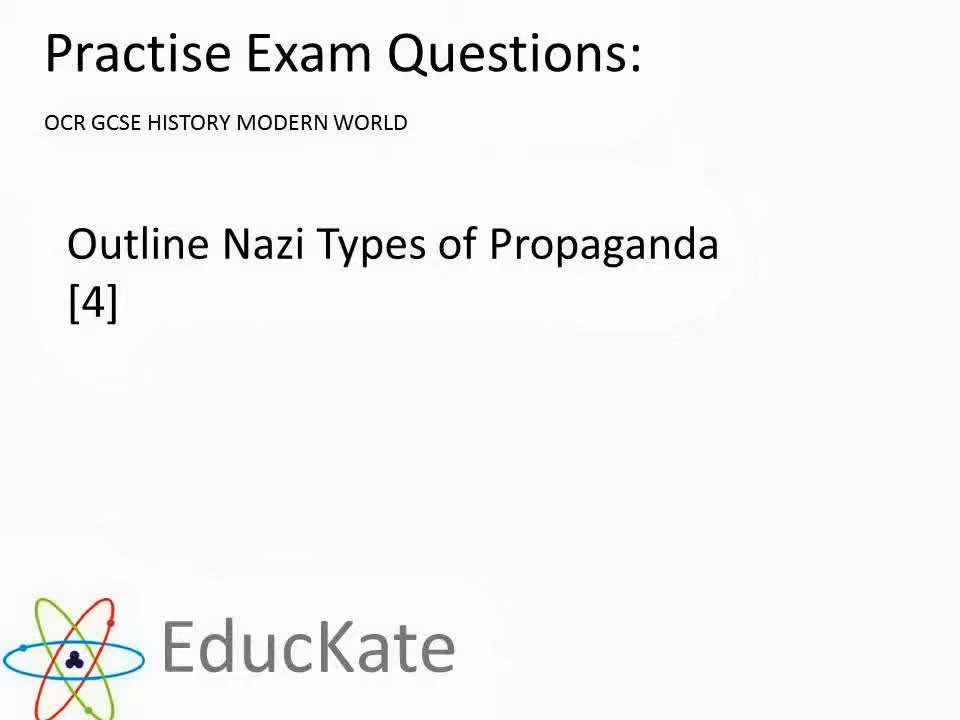 Practise Exam Questions:
OCR GCSE HISTORY MODERN WORLD
Outline Nazi Types of Propaganda
[4]
EducKate